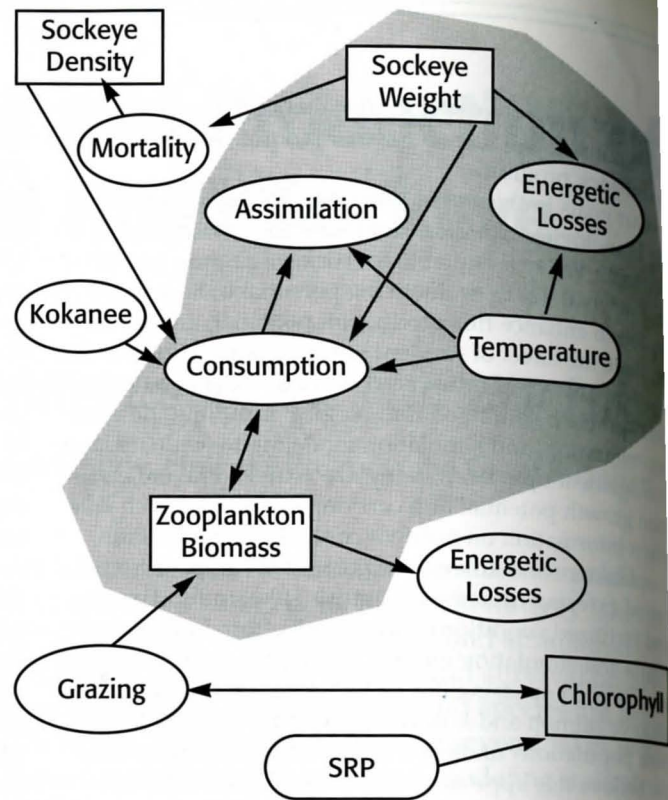 Sockeye
Density
Sockeye
Weight
Mortality
Assimilation
Energetic
Losses
Kokanee
Consumption
Temperature
Zooplankton
Biomass
Energetic
Losses
Grazing
Chlorophyll
SRP